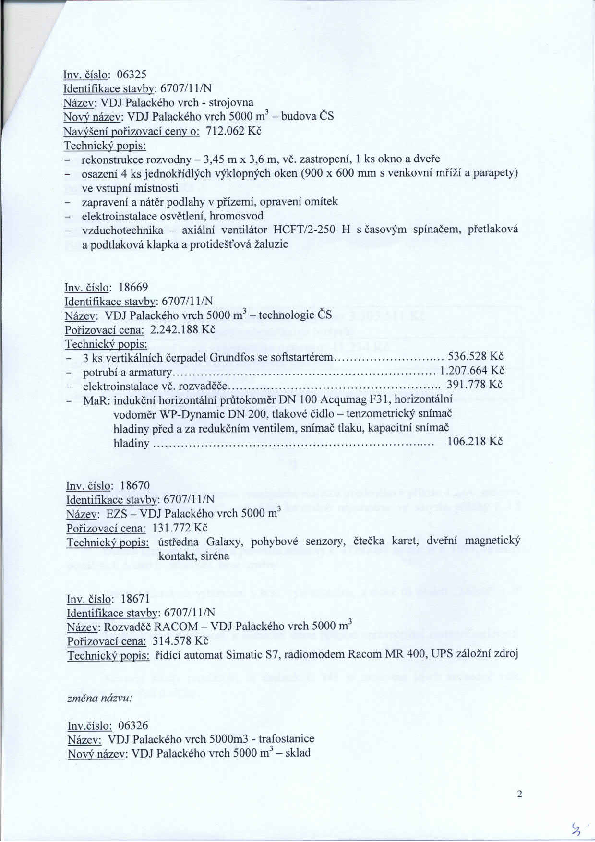 Inv. číslo: 06325
Identifikace stavby: 6707/11/N
Název: VDJ Palackého vrch - strojovna
Nový název: VDJ Palackého vrch 5000 m³ – budova ČS
Navýšení pořizovací ceny o: 712.062 Kč
Technický popis:
– rekonstrukce rozvodny – 3,45 m x 3,6 m, vč. zastropení, 1 ks okno a dveře
– osazení 4 ks jednokřídlých výklopných oken (900 x 600 mm s venkovní mříží a parapety)
ve vstupní místnosti
– zapravení a nátěr podlahy v přízemí, opravení omítek
– elektroinstalace osvětlení, hromosvod
– vzduchotechnika – axiální ventilátor HCFT/2-250 H s časovým spínačem, přetlaková
a podtlaková klapka a protidešťová žaluzie
Inv. číslo: 18669
Identifikace stavby: 6707/11/N
Název: VDJ Palackého vrch 5000 m³ – technologie ČS
Pořizovací cena: 2.242.188 Kč
Technický popis:
– 3 ks vertikálních čerpadel Grundfos se softstartérem........................... 536.528 Kč
– potrubí a armatury................................................................. 1.207.664 Kč
– elektroinstalace vč. rozvaděče..................................................... 391.778 Kč
– MaR: indukční horizontální průtokoměr DN 100 Acqumag F31, horizontální
vodoměr WP-Dynamic DN 200, tlakové čidlo – tenzometrický snímač
hladiny před a za redukčním ventilem, snímač tlaku, kapacitní snímač
hladiny ...................................................................... 106.218 Kč
Inv. číslo: 18670
Identifikace stavby: 6707/11/N
Název: EZS – VDJ Palackého vrch 5000 m³
Pořizovací cena: 131.772 Kč
Technický popis: ústředna Galaxy, pohybové senzory, čtečka karet, dveřní magnetický
kontakt, siréna
Inv. číslo: 18671
Identifikace stavby: 6707/11/N
Název: Rozvaděč RACOM – VDJ Palackého vrch 5000 m³
Pořizovací cena: 314.578 Kč
Technický popis: řídící automat Simatic S7, radiomodem Racom MR 400, UPS záložní zdroj
změna názvu:
Inv.číslo: 06326
Název: VDJ Palackého vrch 5000m3 - trafostanice
Nový název: VDJ Palackého vrch 5000 m³ – sklad
2